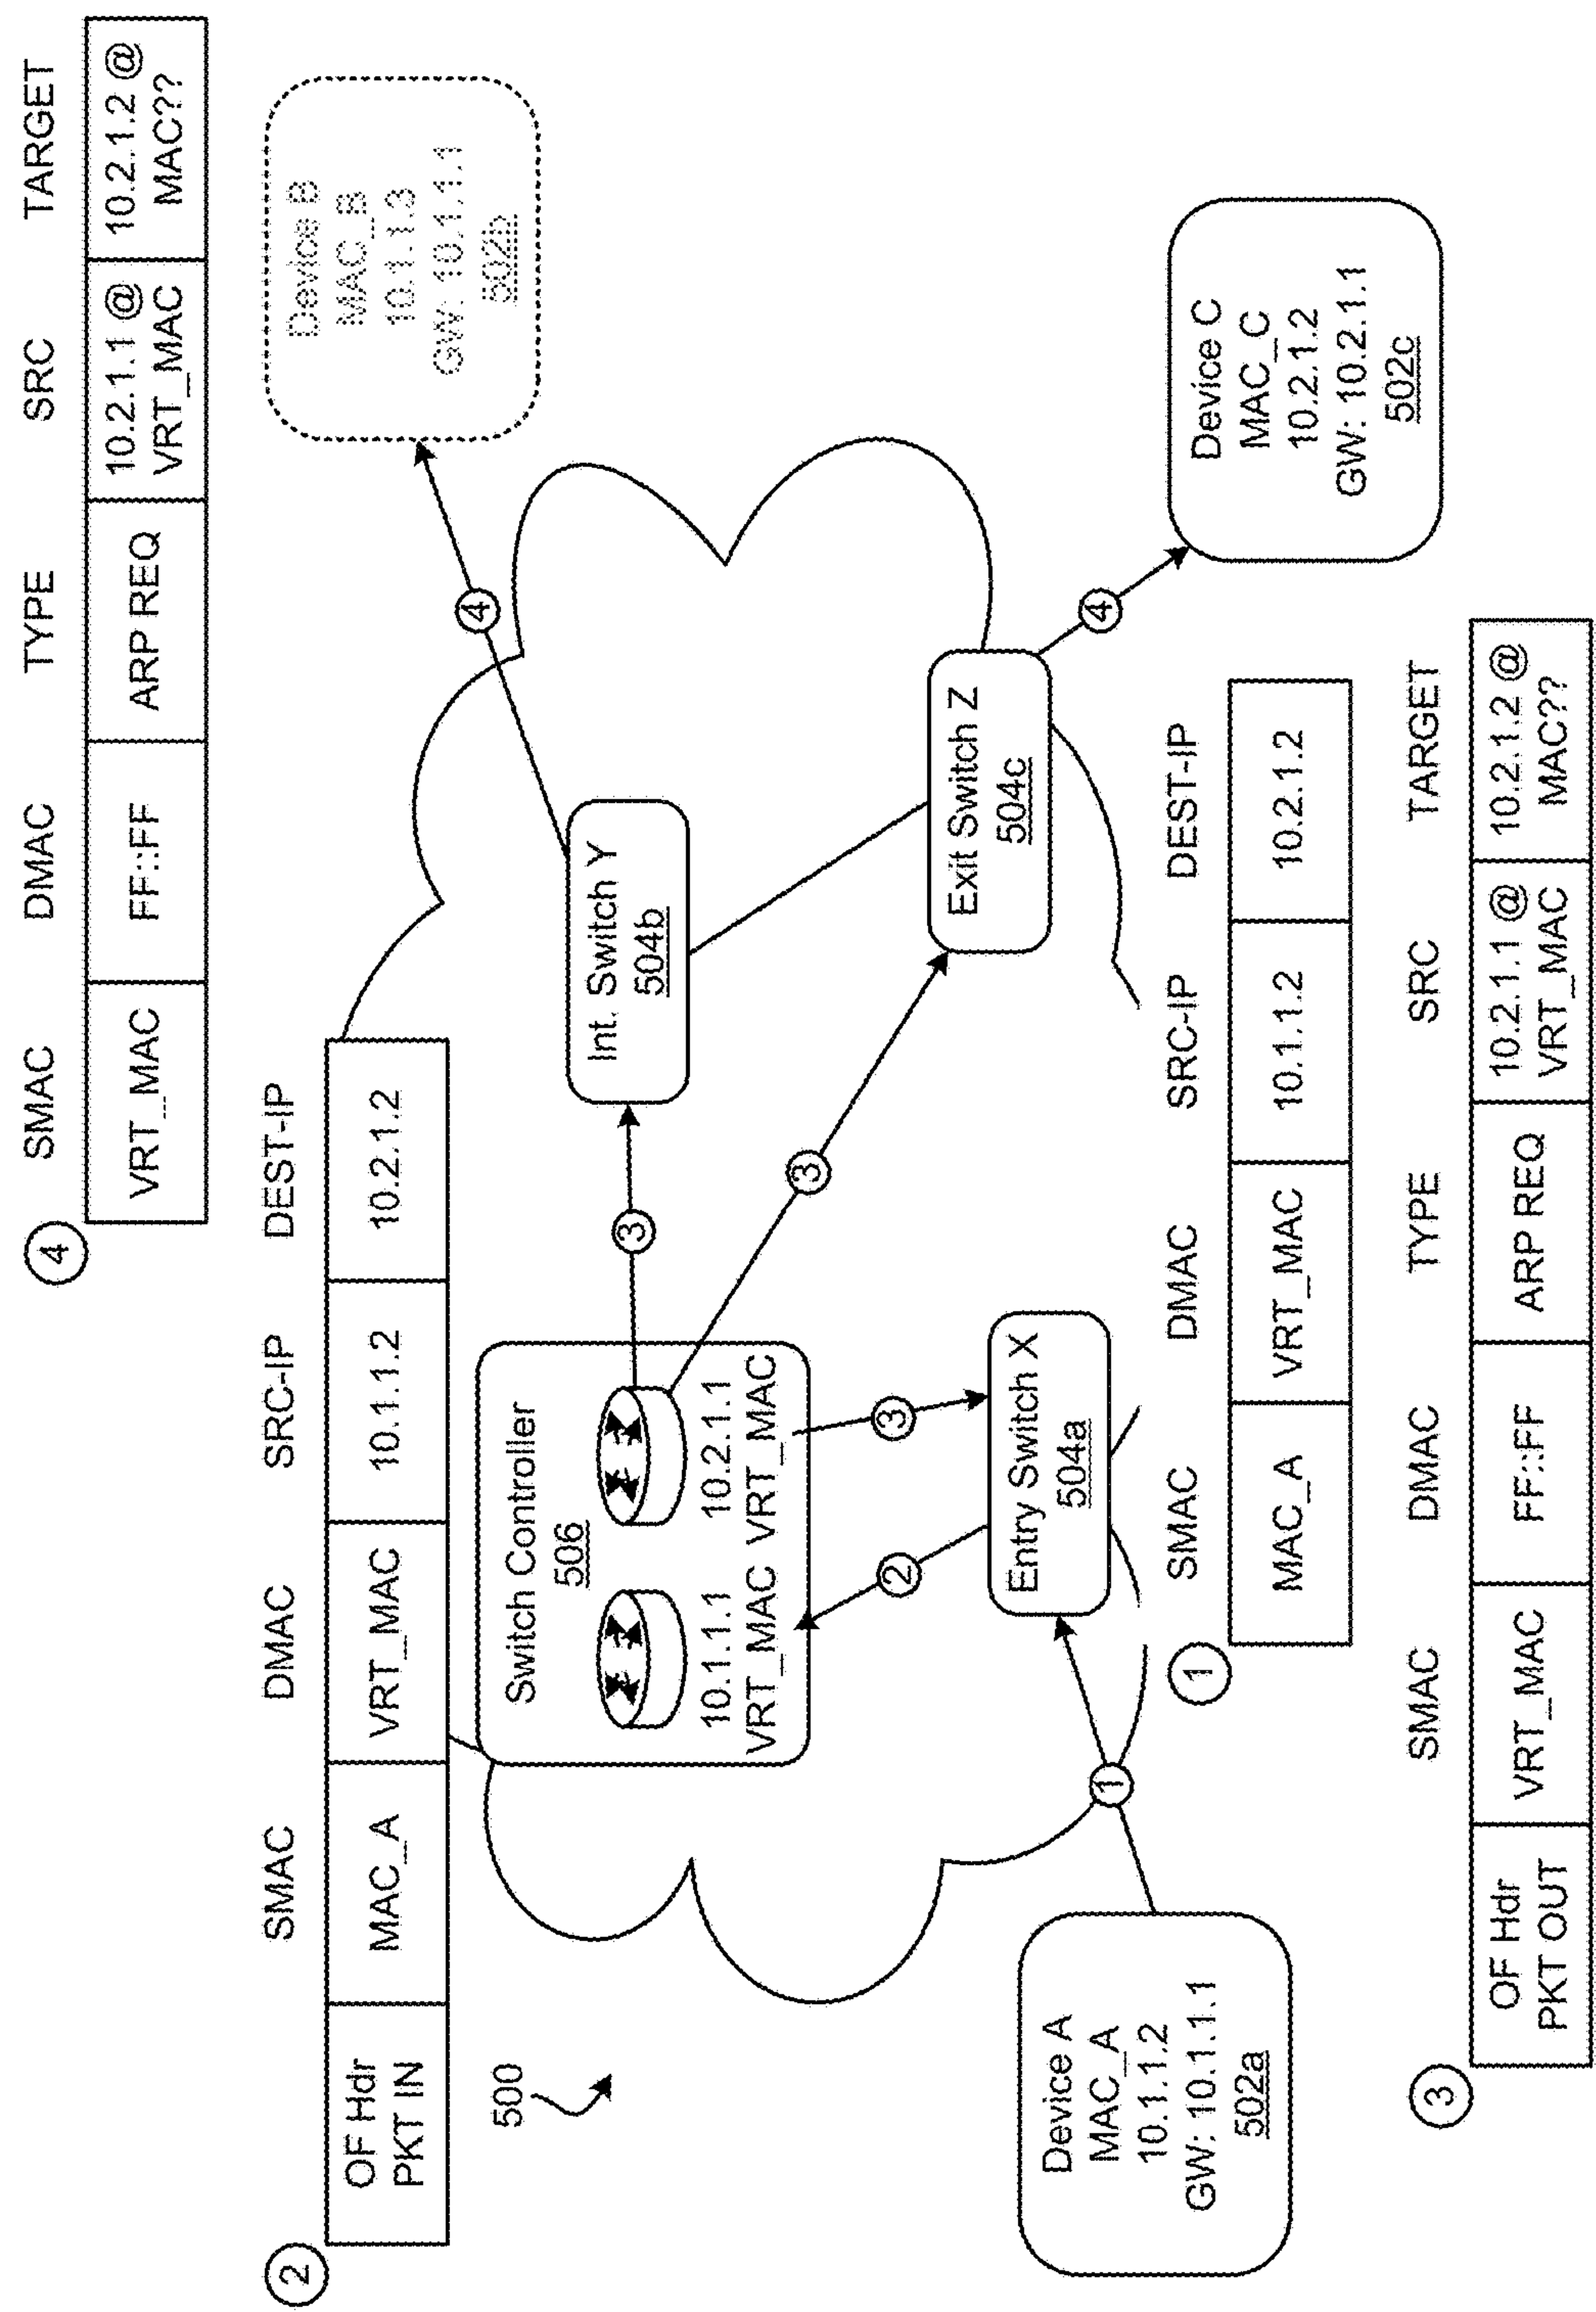 4
SMAC DMAC TYPE SRC TARGET
VRT_MAC FF::FF ARP REQ 10.2.1.1 @ VRT_MAC 10.2.1.2 @ MAC??
2
SMAC DMAC SRC-IP DEST-IP
OF Hdr PKT IN MAC_A VRT_MAC 10.1.1.2 10.2.1.2
Device B
MAC_B
10.1.1.3
GW: 10.1.1.1
502b
500
Switch Controller
506
10.1.1.1 10.2.1.1
VRT_MAC VRT_MAC
3
Int. Switch Y
504b
4
3
2
3
Exit Switch Z
504c
4
Entry Switch X
504a
1
Device A
MAC_A
10.1.1.2
GW: 10.1.1.1
502a
Device C
MAC_C
10.2.1.2
GW: 10.2.1.1
502c
1
SMAC DMAC SRC-IP DEST-IP
MAC_A VRT_MAC 10.1.1.2 10.2.1.2
3
SMAC DMAC TYPE SRC TARGET
OF Hdr PKT OUT VRT_MAC FF::FF ARP REQ 10.2.1.1 @ VRT_MAC 10.2.1.2 @ MAC??